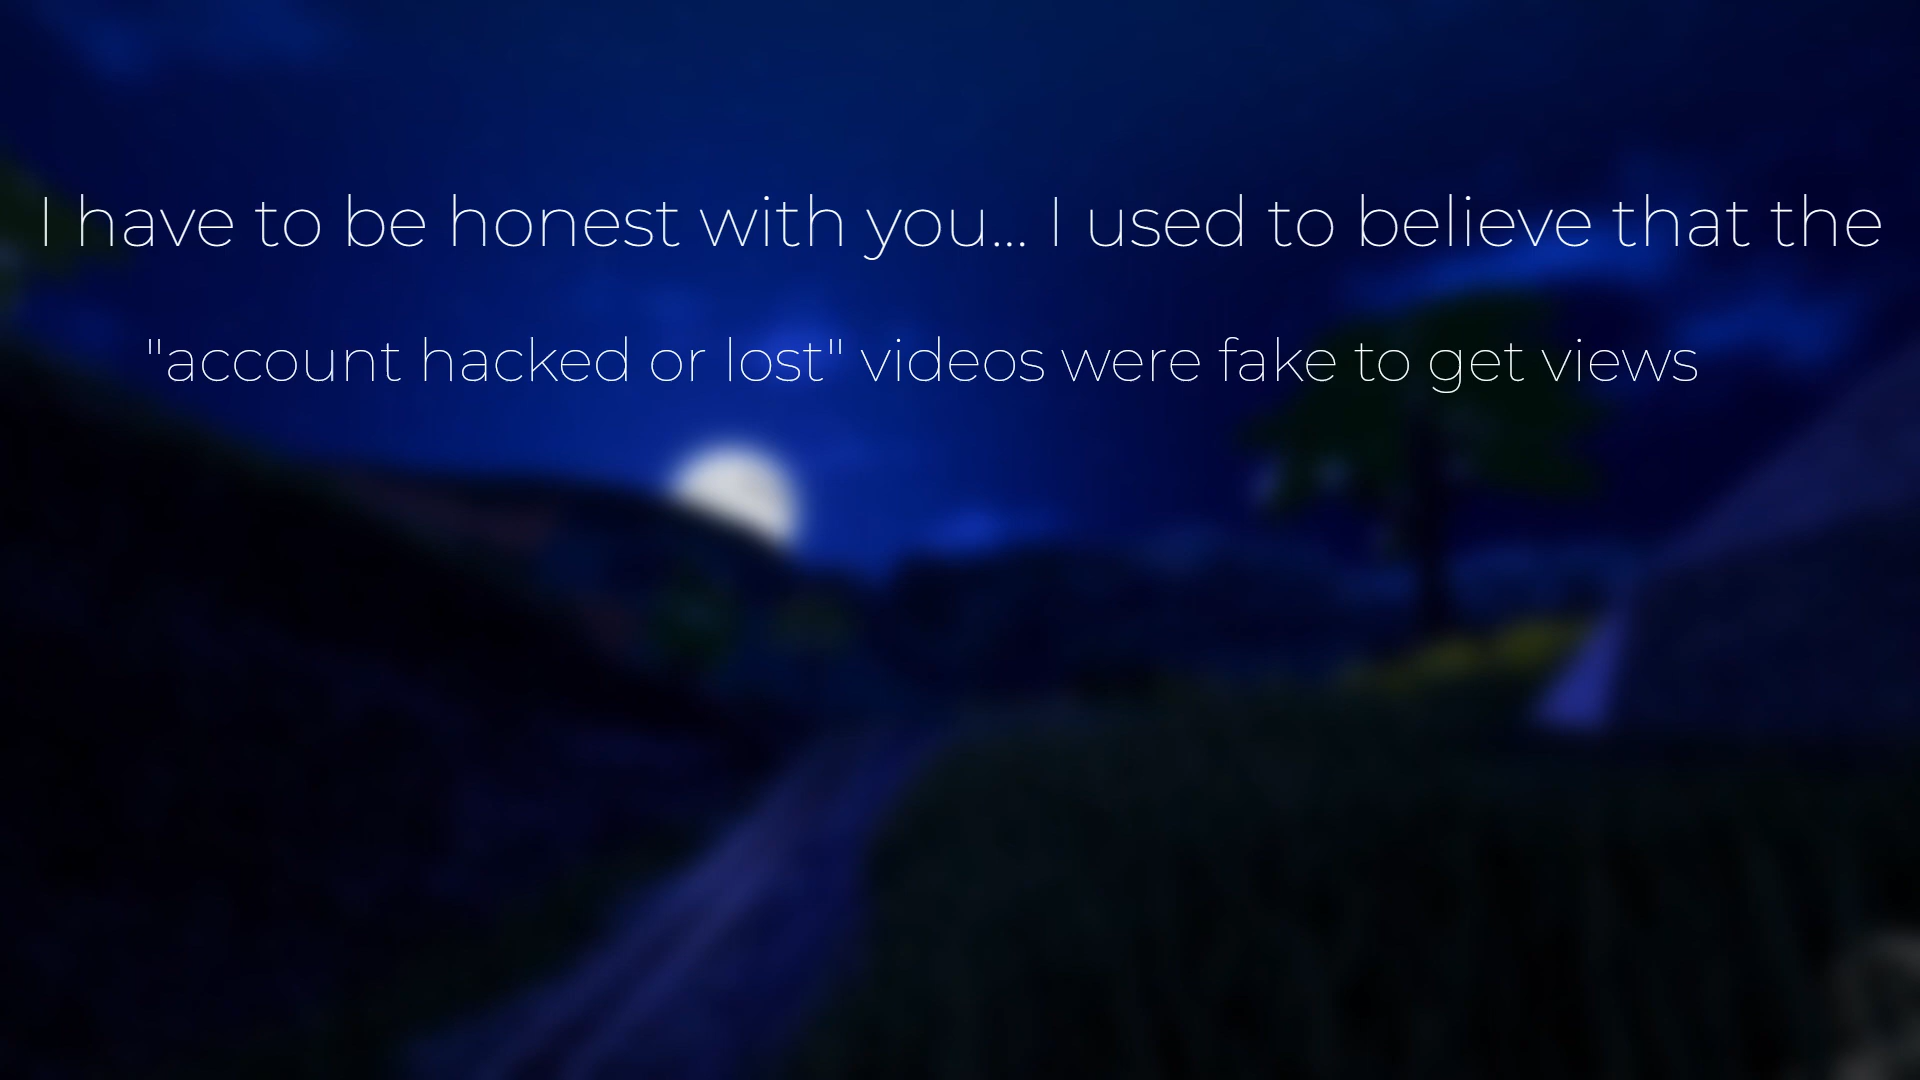 I have to be honest with you... I used to believe that the
"account hacked or lost" videos were fake to get views